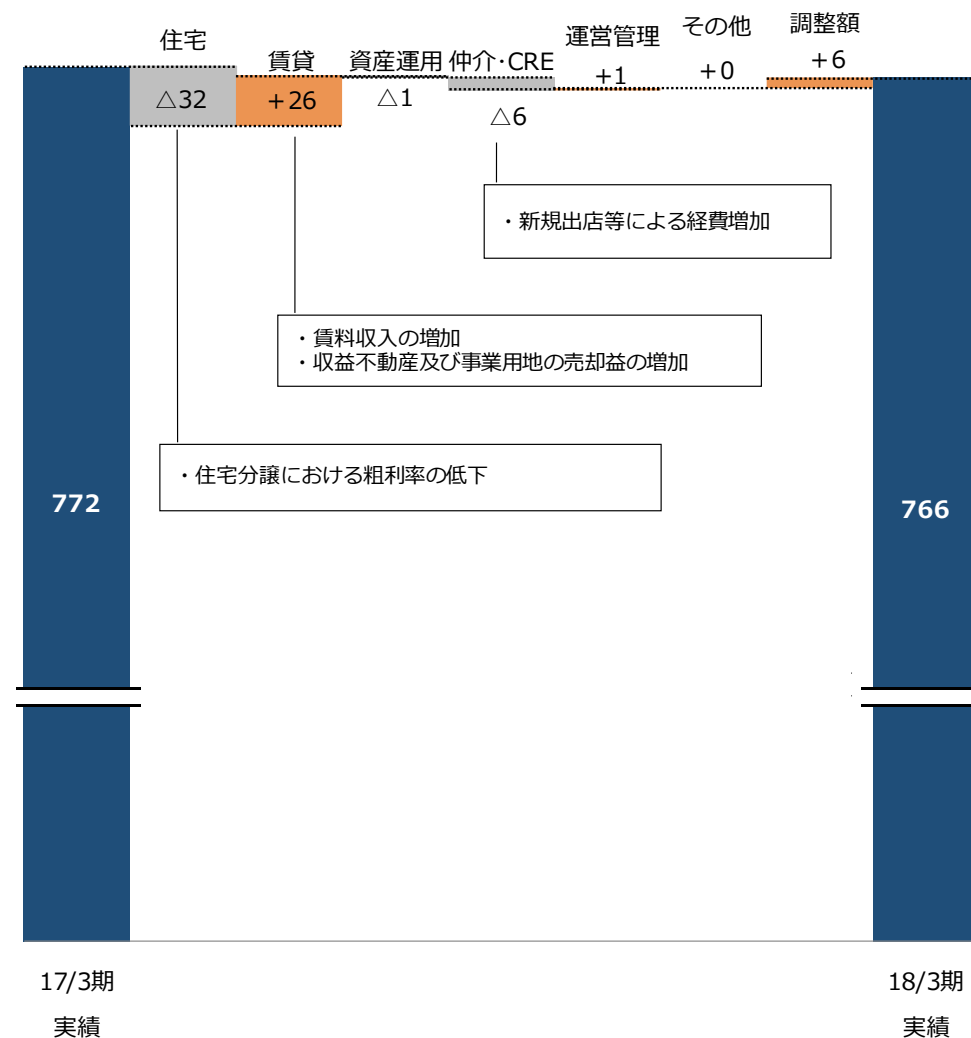 住宅
△32
賃貸
+26
資産運用
△1
仲介･CRE
△6
運営管理
+1
その他
+0
調整額
+6
・新規出店等による経費増加
・賃料収入の増加
・収益不動産及び事業用地の売却益の増加
・住宅分譲における粗利率の低下
772
766
17/3期
実績
18/3期
実績